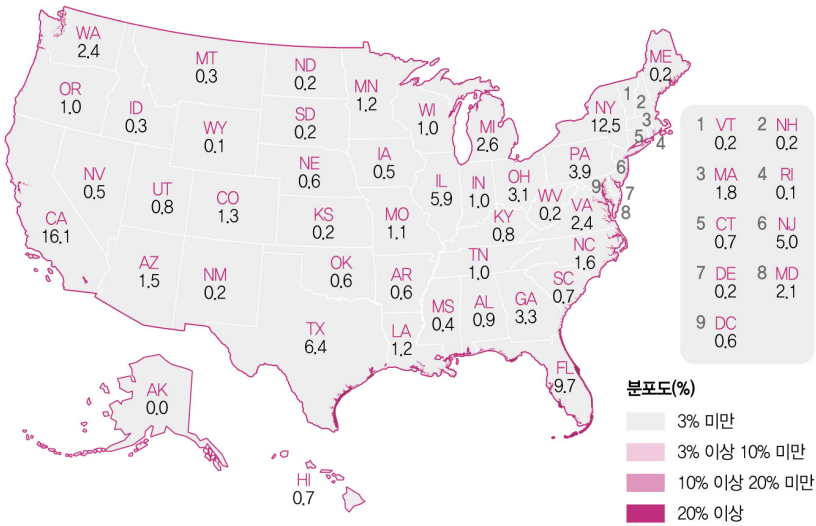 WA
2.4
OR
1.0
ID
0.3
MT
0.3
WY
0.1
ND
0.2
SD
0.2
NE
0.6
KS
0.2
MN
1.2
IA
0.5
MO
1.1
WI
1.0
MI
2.6
IL
5.9
IN
1.0
OH
3.1
KY
0.8
WV
0.2
VA
2.4
PA
3.9
NY
12.5
ME
0.2
NV
0.5
UT
0.8
CO
1.3
CA
16.1
AZ
1.5
NM
0.2
OK
0.6
AR
0.6
TX
6.4
LA
1.2
MS
0.4
AL
0.9
GA
3.3
TN
1.0
NC
1.6
SC
0.7
FL
9.7
AK
0.0
HI
0.7
1
2
3
4
5
6
7
8
9
1 VT 2 NH
0.2 0.2
3 MA 4 RI
1.8 0.1
5 CT 6 NJ
0.7 5.0
7 DE 8 MD
0.2 2.1
9 DC
0.6
분포도(%)
3% 미만
3% 이상 10% 미만
10% 이상 20% 미만
20% 이상